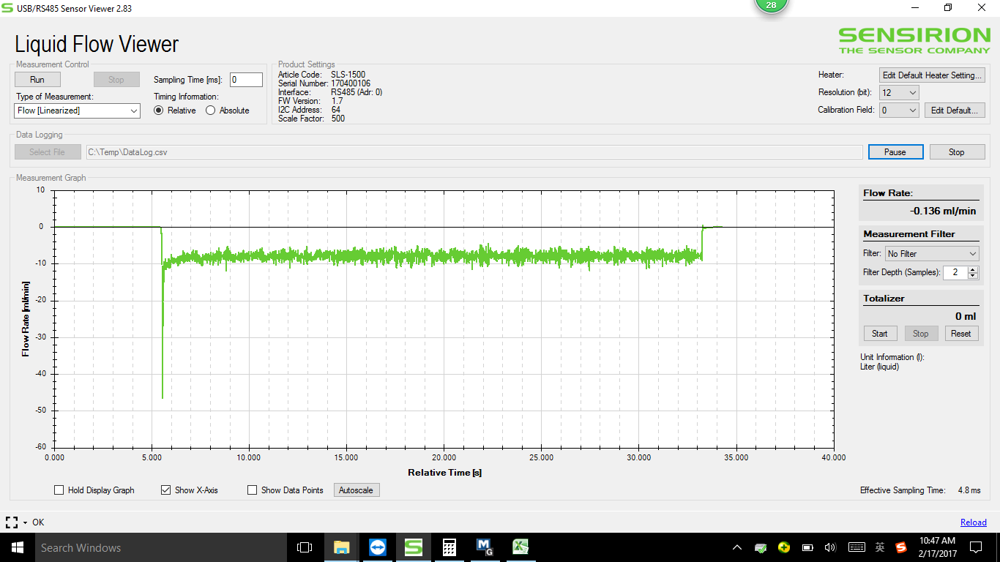 USB/RS485 Sensor Viewer 2.83
28
Liquid Flow Viewer
SENSIRION
THE SENSOR COMPANY
Measurement Control
Run
Stop
Sampling Time [ms]:
0
Type of Measurement:
Timing Information:
Flow [Linearized]
Relative
Absolute
Product Settings
Article Code: SLS-1500
Serial Number: 170400106
Interface: RS485 (Adr: 0)
FW Version: 1.7
I2C Address: 64
Scale Factor: 500
Heater:
Edit Default Heater Setting...
Resolution (bit):
12
Calibration Field:
0
Edit Default...
Data Logging
Select File
C:\Temp\DataLog.csv
Pause
Stop
Measurement Graph
10
0
-10
-20
-30
-40
-50
-60
Flow Rate [ml/min]
0.000
5.000
10.000
15.000
20.000
25.000
30.000
35.000
40.000
Relative Time [s]
Flow Rate:
-0.136 ml/min
Measurement Filter
Filter:
No Filter
Filter Depth (Samples):
2
Totalizer
0 ml
Start
Stop
Reset
Unit Information (l):
Liter (liquid)
Hold Display Graph
Show X-Axis
Show Data Points
Autoscale
Effective Sampling Time: 4.8 ms
OK
Reload
Search Windows
S
M
G
X
英
S
10:47 AM
2/17/2017